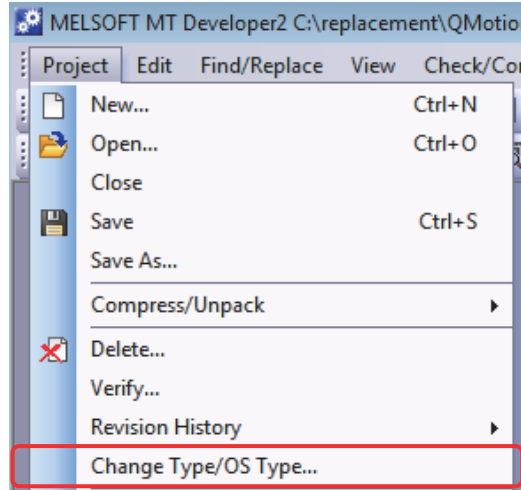 MELSOFT MT Developer2 C:\replacement\QMotio
Project Edit Find/Replace View Check/Co
New... Ctrl+N
Open... Ctrl+O
Close
Save Ctrl+S
Save As...
Compress/Unpack
Delete...
Verify...
Revision History
Change Type/OS Type...